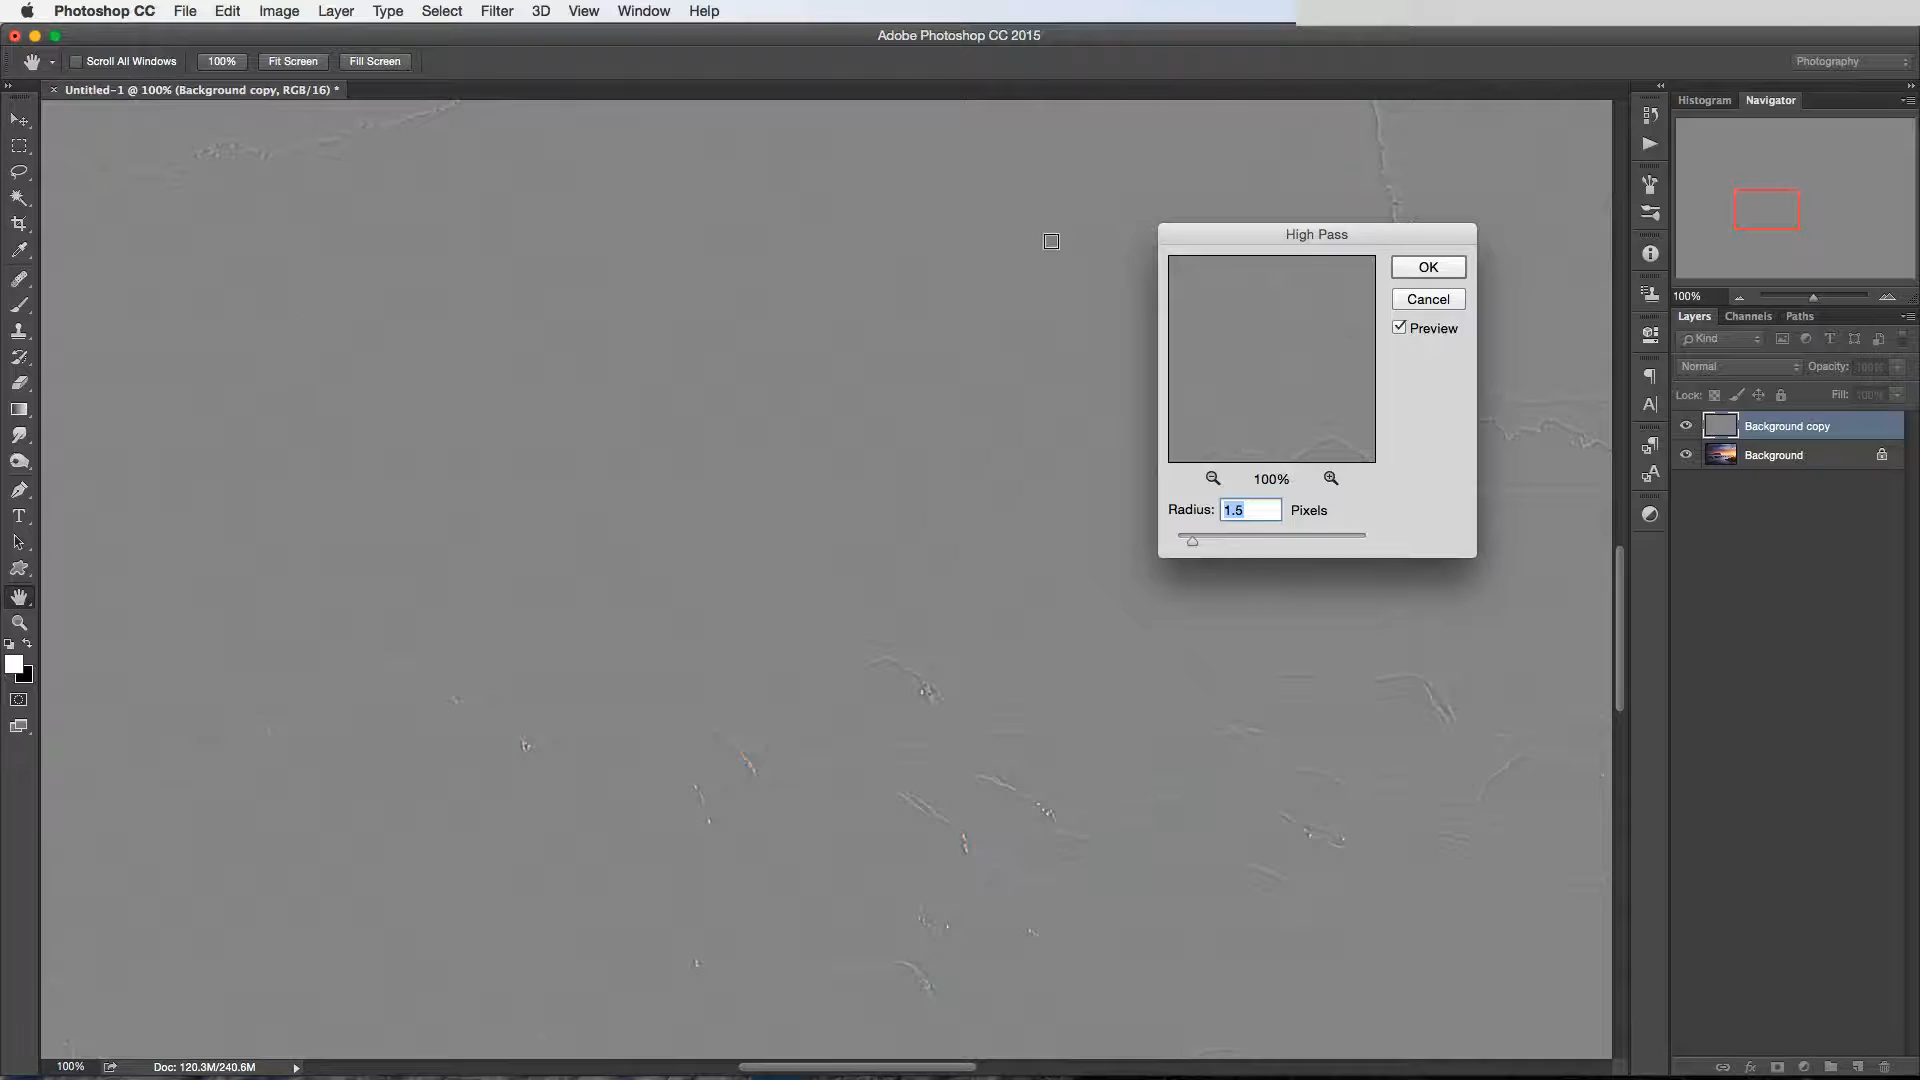 Photoshop CC File Edit Image Layer Type Select Filter 3D View Window Help
Adobe Photoshop CC 2015
Scroll All Windows 100% Fit Screen Fill Screen Photography
× Untitled-1 @ 100% (Background copy, RGB/16) *
Histogram Navigator
100%
Layers Channels Paths
Kind
Normal Opacity: 100%
Lock: Fill: 100%
Background copy
Background
High Pass
OK
Cancel
Preview
100%
Radius: 1.5 Pixels
100% Doc: 120.3M/240.6M